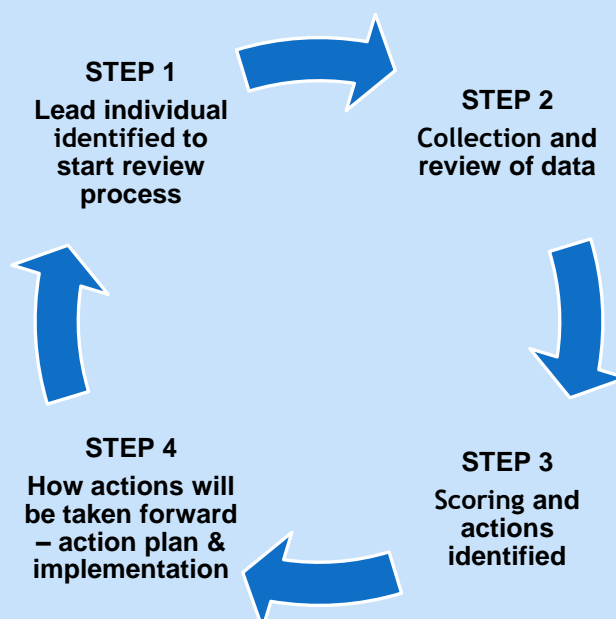 STEP 1
Lead individual
identified to
start review
process
STEP 2
Collection and
review of data
STEP 3
Scoring and
actions
identified
STEP 4
How actions will
be taken forward
– action plan &
implementation